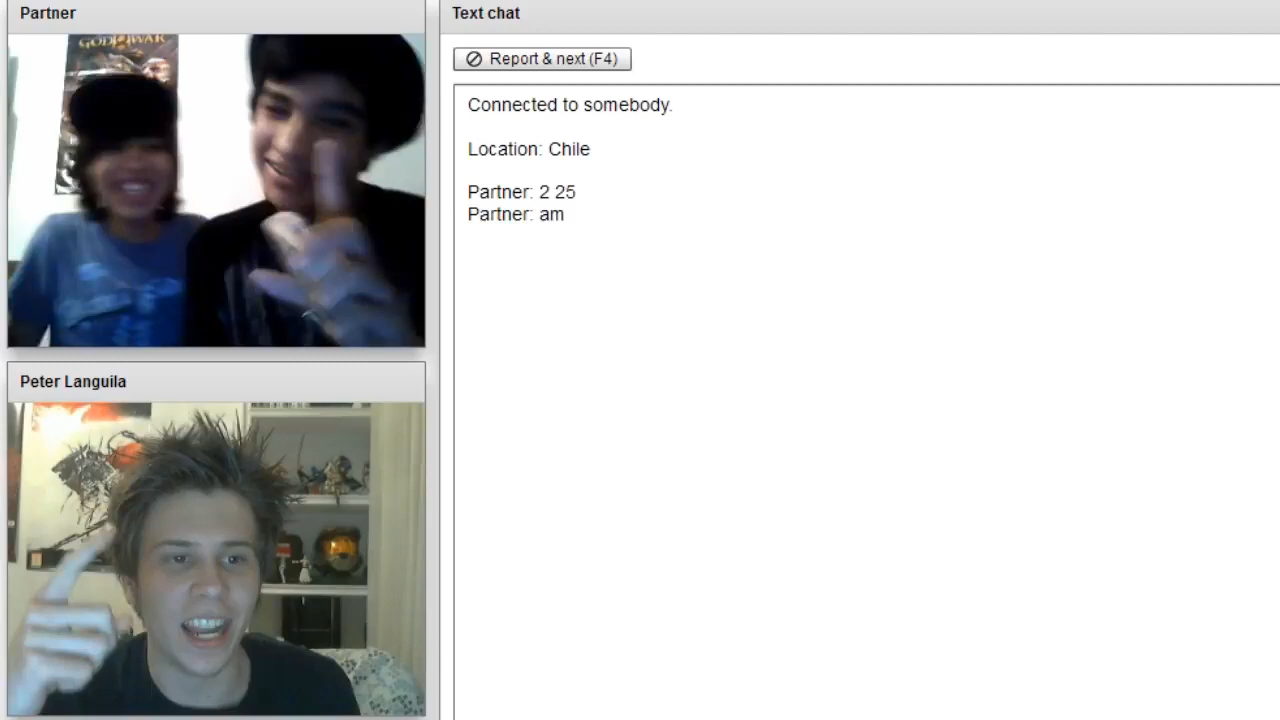 Partner
Text chat
Report & next (F4)
Connected to somebody.
Location: Chile
Partner: 2 25
Partner: am
GOD OF WAR
Peter Languila